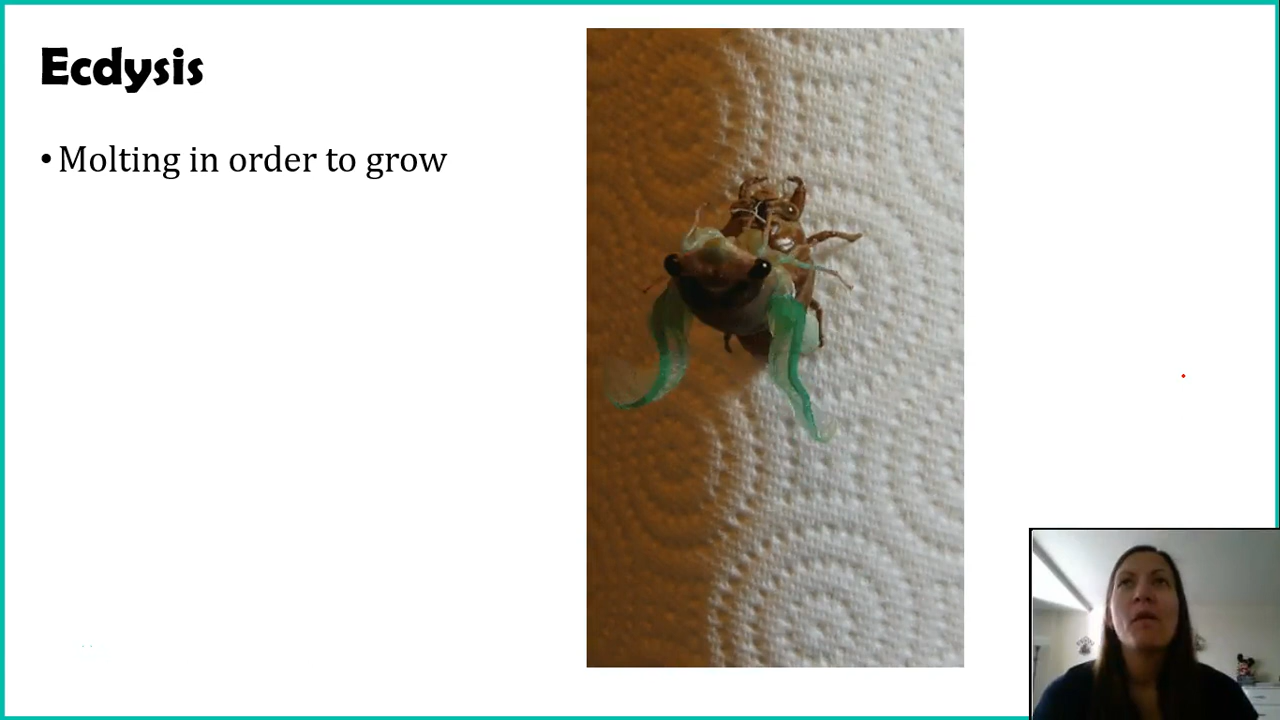 Ecdysis
• Molting in order to grow